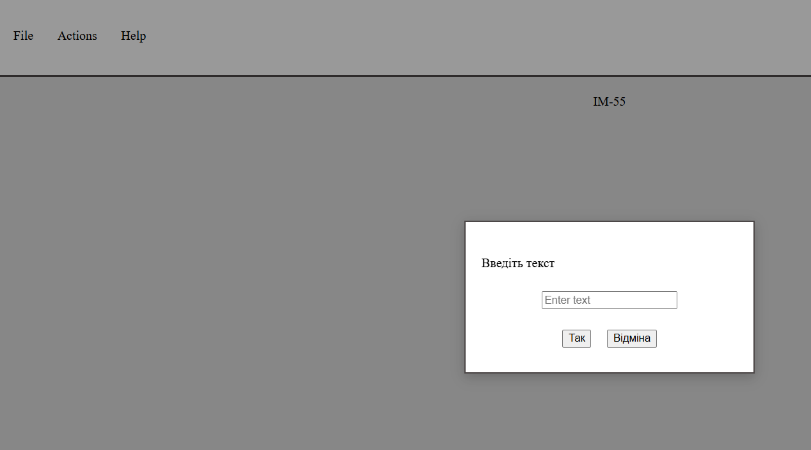 File Actions Help
IM-55
Введіть текст
Enter text
Так Відміна